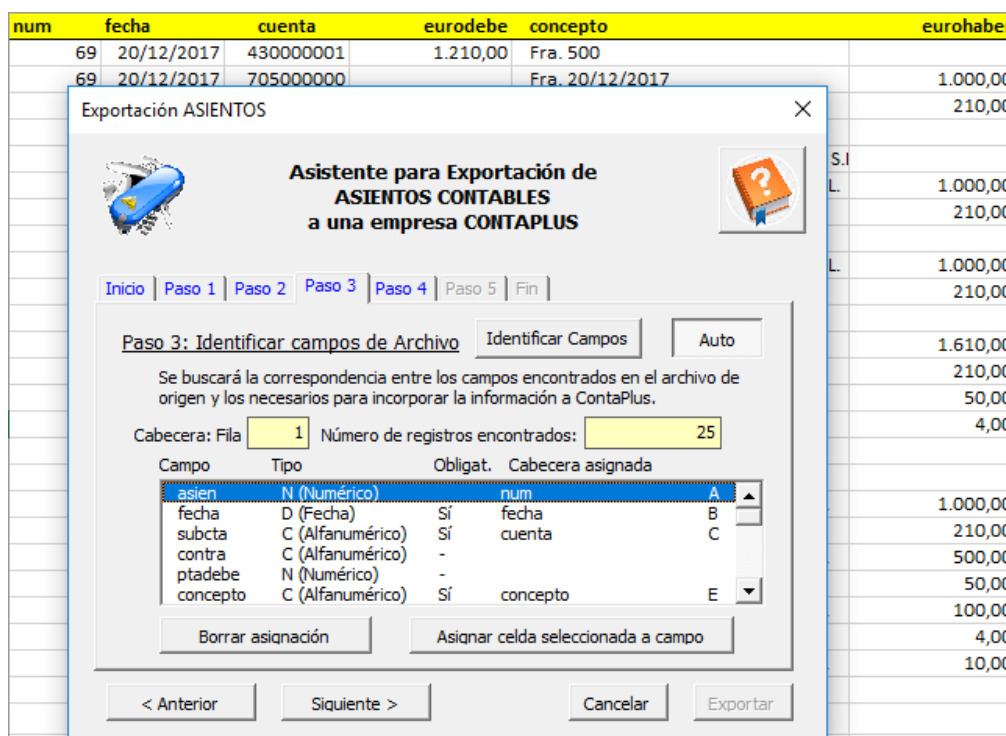 num fecha cuenta eurodebe concepto eurohaber
69 20/12/2017 430000001 1.210,00 Fra. 500
69 20/12/2017 705000000 Fra. 20/12/2017 1.000,00
Exportación ASIENTOS
210,00
Asistente para Exportación de
ASIENTOS CONTABLES
a una empresa CONTAPLUS
L. 1.000,00
210,00
L. 1.000,00
Inicio Paso 1 Paso 2 Paso 3 Paso 4 Paso 5 Fin
210,00
Paso 3: Identificar campos de Archivo Identificar Campos Auto
1.610,00
Se buscará la correspondencia entre los campos encontrados en el archivo de
210,00
origen y los necesarios para incorporar la información a ContaPlus.
50,00
Cabecera: Fila 1 Número de registros encontrados: 25
4,00
Campo Tipo Obligat. Cabecera asignada
asien N (Numérico) num A
fecha D (Fecha) Sí fecha B
1.000,00
subcta C (Alfanumérico) Sí cuenta C
210,00
contra C (Alfanumérico) -
500,00
ptadebe N (Numérico) -
50,00
concepto C (Alfanumérico) Sí concepto E
100,00
Borrar asignación Asignar celda seleccionada a campo
4,00
10,00
< Anterior Siguiente > Cancelar Exportar